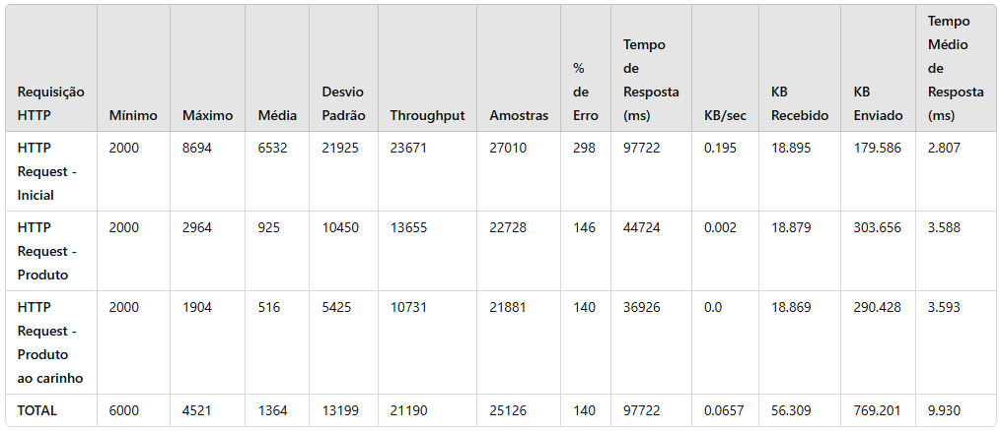 Requisição HTTP Mínimo Máximo Média Desvio Padrão Throughput Amostras % de Erro Tempo de Resposta (ms) KB/sec KB Recebido KB Enviado Tempo Médio de Resposta (ms)
HTTP Request - Inicial 2000 8694 6532 21925 23671 27010 298 97722 0.195 18.895 179.586 2.807
HTTP Request - Produto 2000 2964 925 10450 13655 22728 146 44724 0.002 18.879 303.656 3.588
HTTP Request - Produto ao carinho 2000 1904 516 5425 10731 21881 140 36926 0.0 18.869 290.428 3.593
TOTAL 6000 4521 1364 13199 21190 25126 140 97722 0.0657 56.309 769.201 9.930